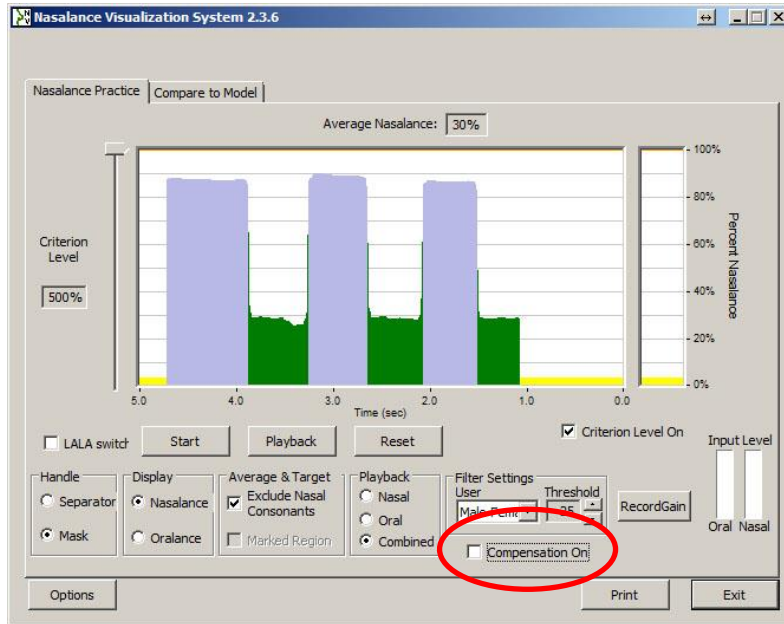 Nasalance Visualization System 2.3.6
Nasalance Practice
Compare to Model
Average Nasalance: 30%
Criterion
Level
500%
100%
80%
60%
40%
20%
0%
Percent Nasalance
5.0 4.0 3.0 2.0 1.0 0.0
Time (sec)
LALA switch
Start
Playback
Reset
Criterion Level On
Input Level
Oral Nasal
Handle
Separator
Mask
Display
Nasalance
Oralance
Average & Target
Exclude Nasal
Consonants
Marked Region
Playback
Nasal
Oral
Combined
Filter Settings
User Threshold
Male-Fema 25
Compensation On
RecordGain
Options
Print
Exit